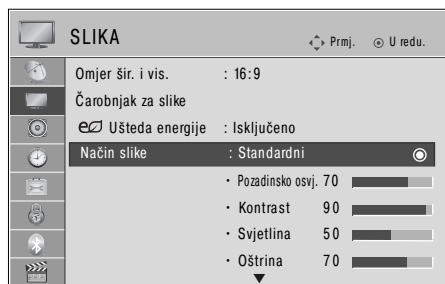 SLIKA
Prmj. U redu.
Omjer šir. i vis. : 16:9
Čarobnjak za slike
Ušteda energije : Isključeno
Način slike : Standardni
• Pozadinsko osvj. 70
• Kontrast 90
• Svjetlina 50
• Oštrina 70